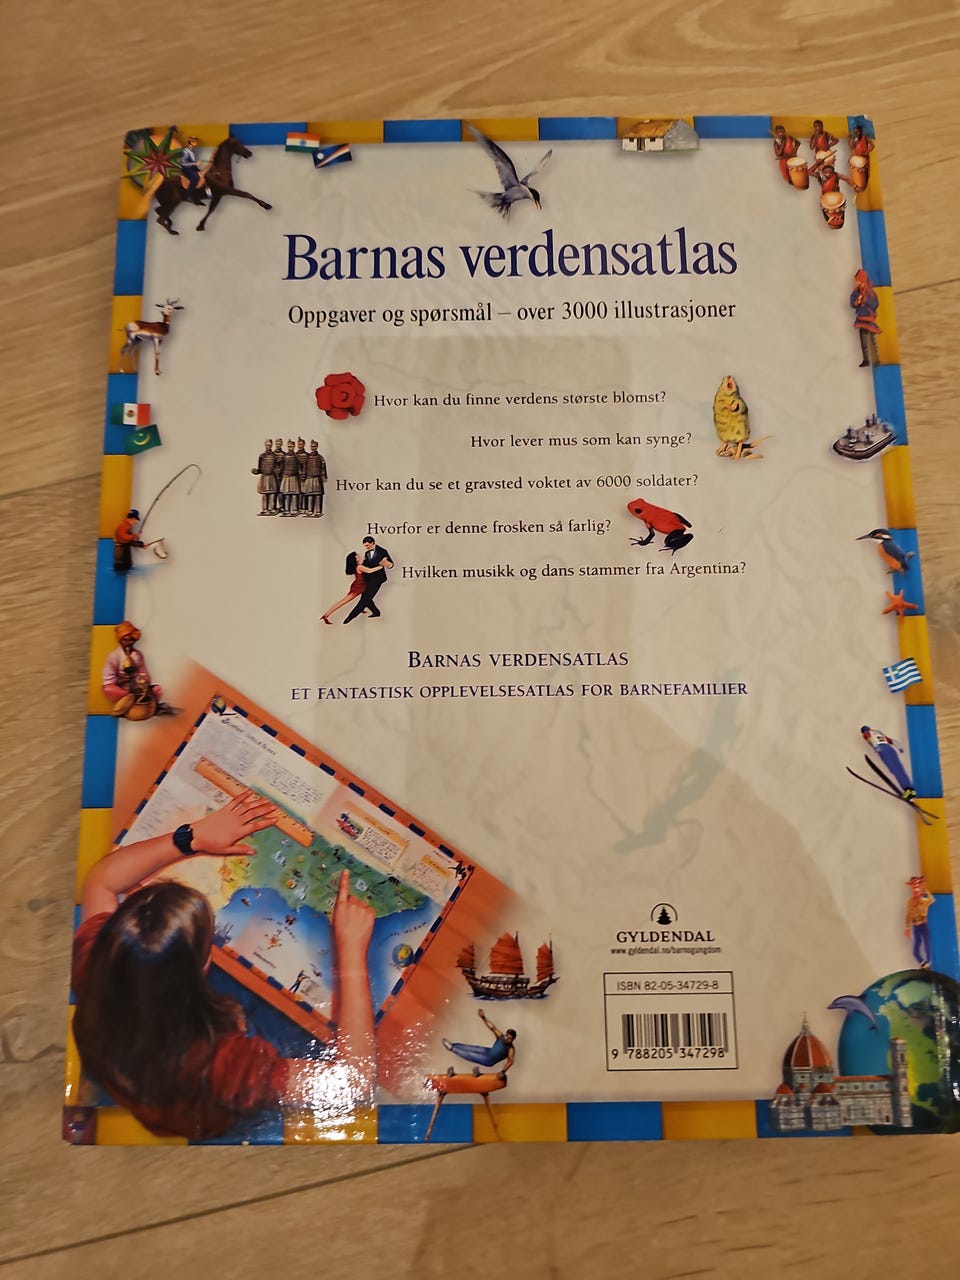 Barnas verdensatlas
Oppgaver og spørsmål – over 3000 illustrasjoner
Hvor kan du finne verdens største blomst?
Hvor lever mus som kan synge?
Hvor kan du se et gravsted voktet av 6000 soldater?
Hvorfor er denne frosken så farlig?
Hvilken musikk og dans stammer fra Argentina?
BARNAS VERDENSATLAS
ET FANTASTISK OPPLEVELSESATLAS FOR BARNEFAMILIER
GYLDENDAL
www.gyldendal.no/barnogungdom
ISBN 82-05-34729-8
9 788205 347298